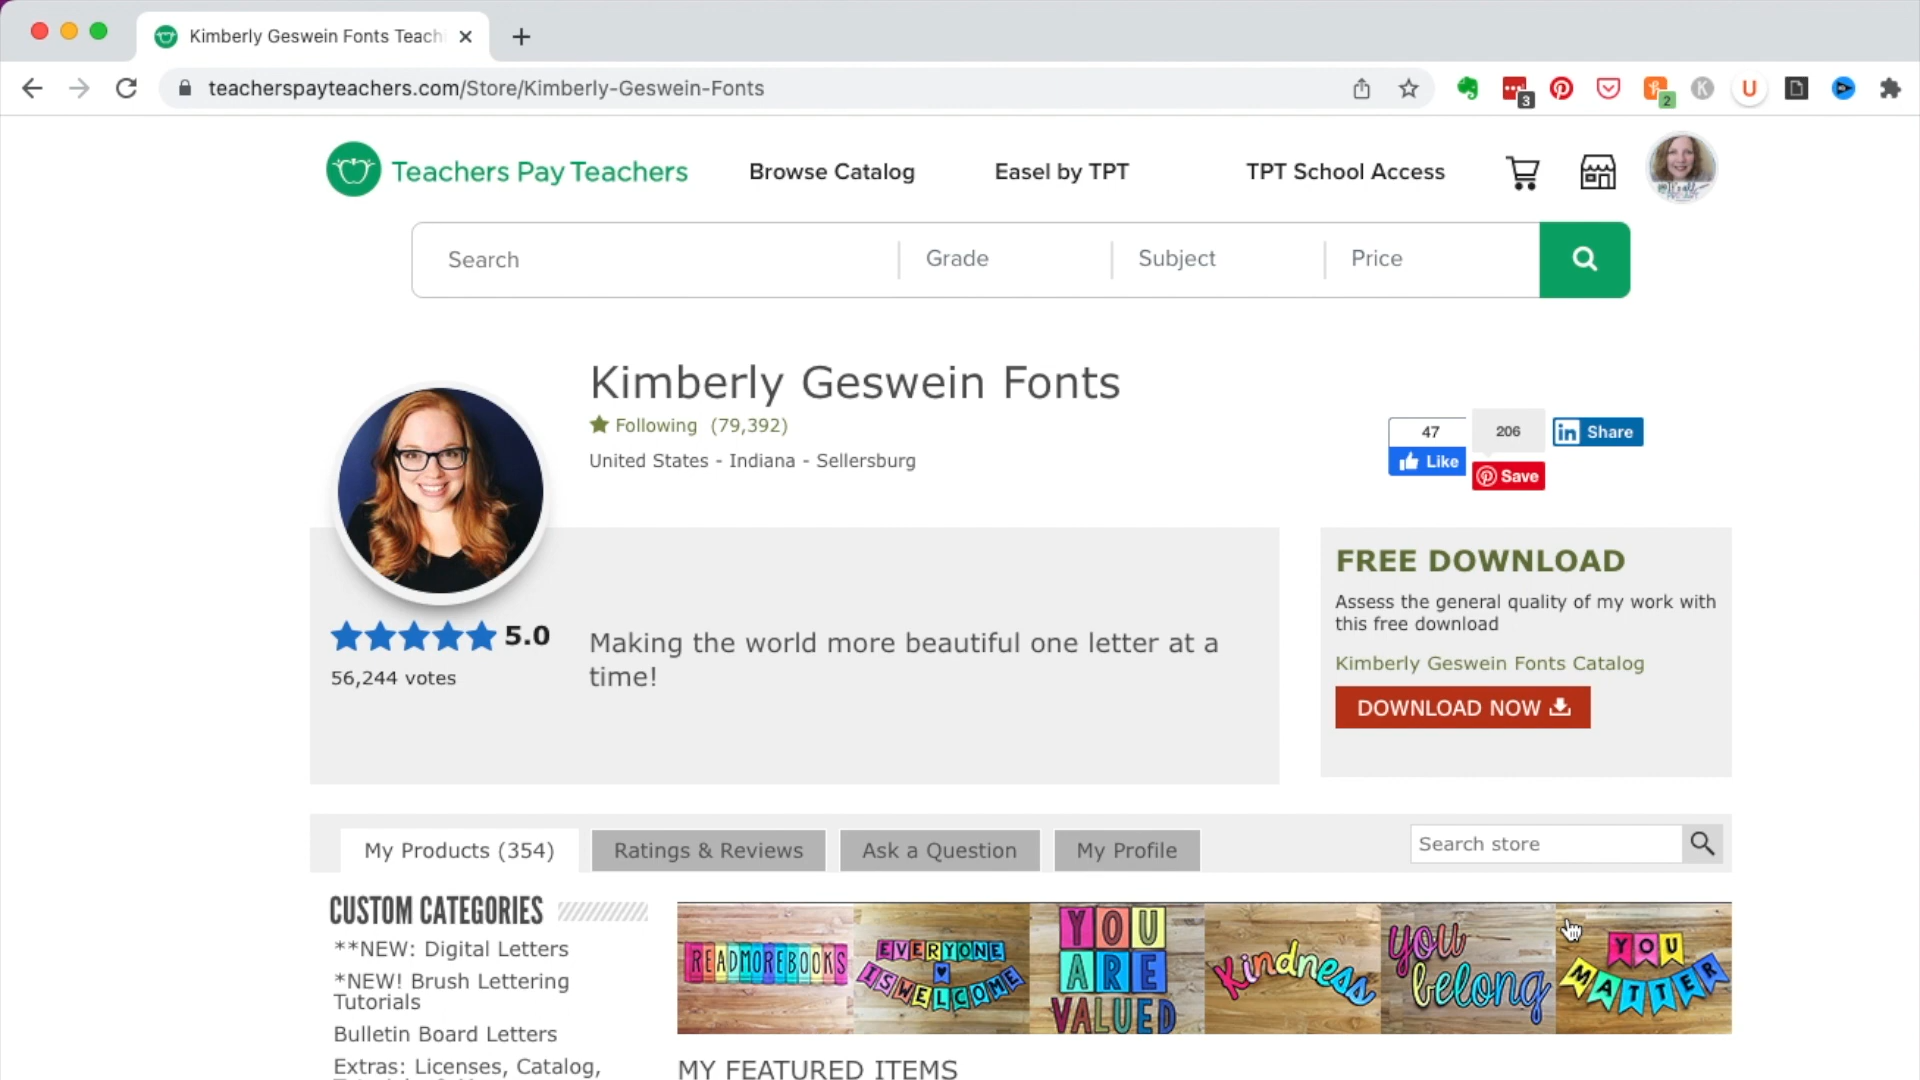 Kimberly Geswein Fonts Teach
teacherspayteachers.com/Store/Kimberly-Geswein-Fonts
3
2
K
U
Teachers Pay Teachers
Browse Catalog
Easel by TPT
TPT School Access
Search
Grade
Subject
Price
Kimberly Geswein Fonts
Following (79,392)
United States - Indiana - Sellersburg
47
Like
206
Save
in Share
5.0
56,244 votes
Making the world more beautiful one letter at a
time!
FREE DOWNLOAD
Assess the general quality of my work with
this free download
Kimberly Geswein Fonts Catalog
DOWNLOAD NOW
My Products (354)
Ratings & Reviews
Ask a Question
My Profile
Search store
CUSTOM CATEGORIES
**NEW: Digital Letters
*NEW! Brush Lettering
Tutorials
Bulletin Board Letters
Extras: Licenses, Catalog,
READMOREBOOKS
EVERYONE
IS WELCOME
YOU
ARE
VALUED
Kindness
you
belong
YOU
MATTER
MY FEATURED ITEMS